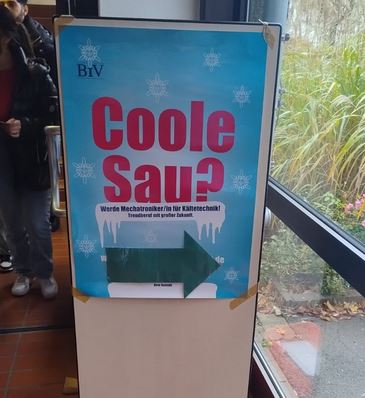 BIV
Coole
Sau?
Werde Mechatroniker/in für Kältetechnik!
Trendberuf mit großer Zukunft.